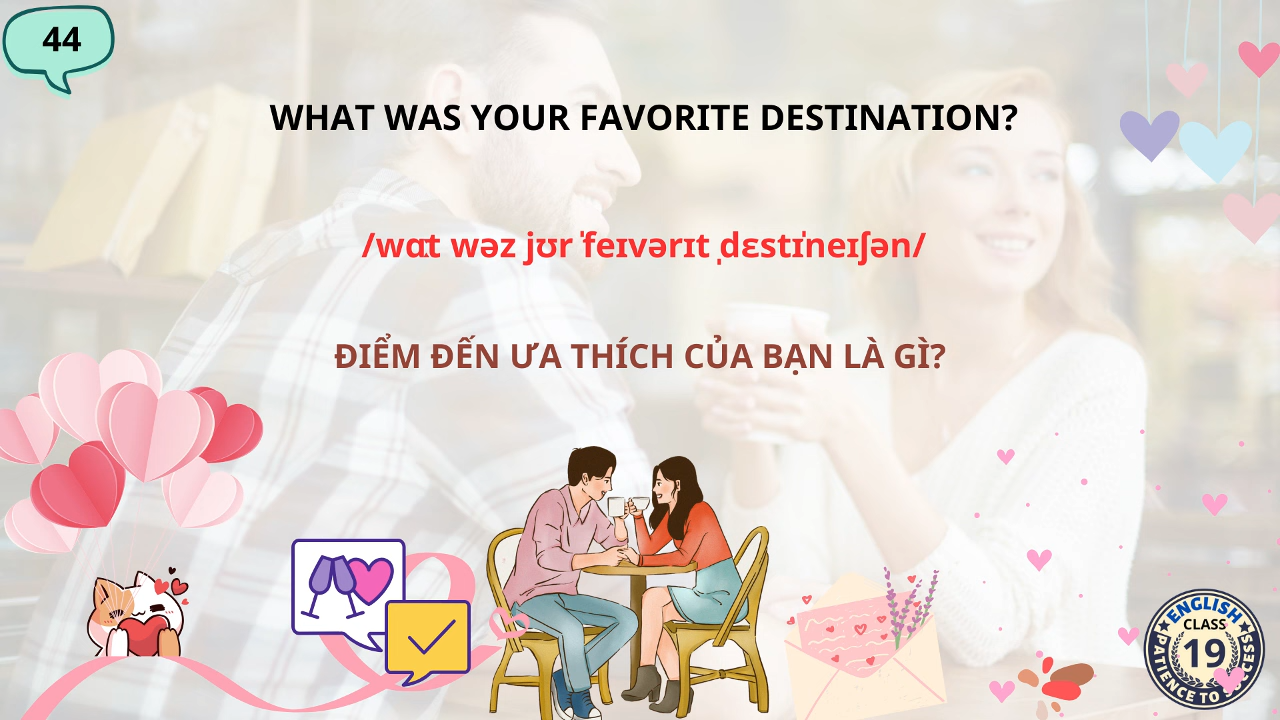 44
WHAT WAS YOUR FAVORITE DESTINATION?
/wɑt wəz jʊr ˈfeɪvərɪt ˌdɛstɪˈneɪʃən/
ĐIỂM ĐẾN ƯA THÍCH CỦA BẠN LÀ GÌ?
ENGLISH
CLASS
19
PATIENCE TO SUCCESS